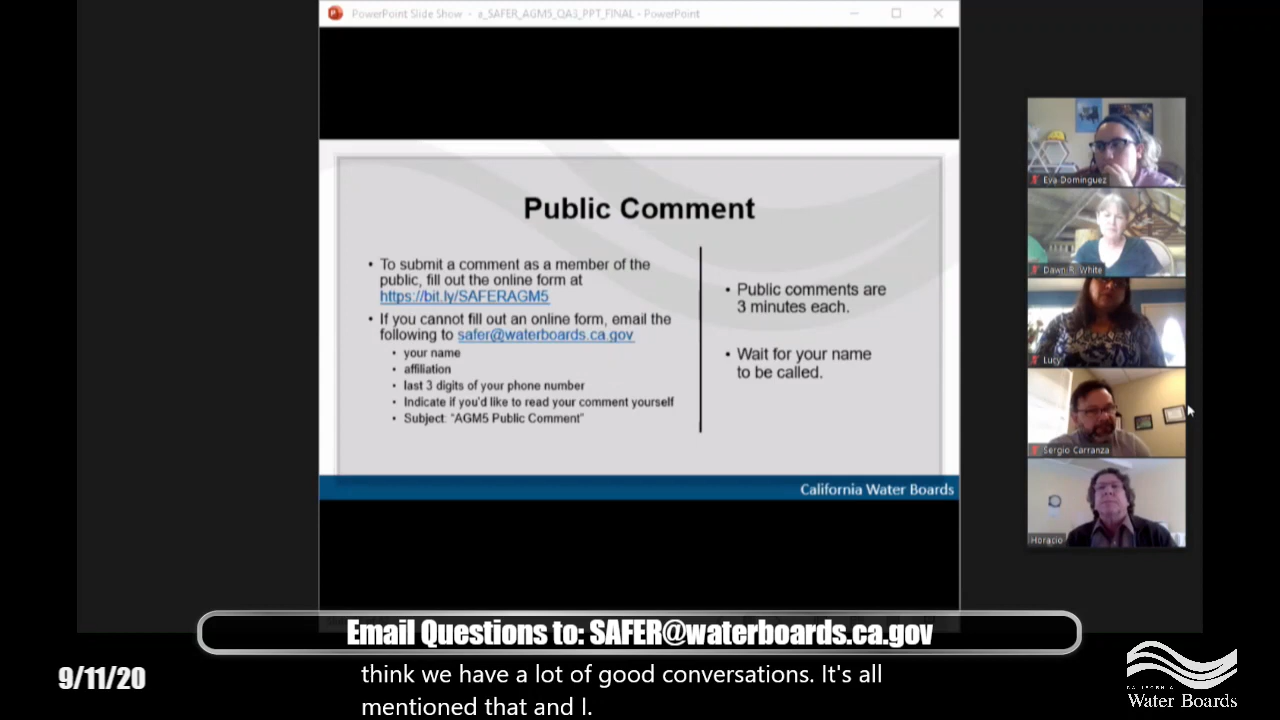 PowerPoint Slide Show - a_SAFER_AGM5_QA3_PPT_FINAL - PowerPoint
Public Comment
• To submit a comment as a member of the
public, fill out the online form at
https://bit.ly/SAFERAGM5
• If you cannot fill out an online form, email the
following to safer@waterboards.ca.gov
• your name
• affiliation
• last 3 digits of your phone number
• Indicate if you'd like to read your comment yourself
• Subject: “AGM5 Public Comment”
• Public comments are
3 minutes each.
• Wait for your name
to be called.
California Water Boards
Eva Dominguez
Dawn R. White
Lucy
Sergio Carranza
Horacio
Email Questions to: SAFER@waterboards.ca.gov
9/11/20
think we have a lot of good conversations. It's all
mentioned that and I.
CALIFORNIA
Water Boards